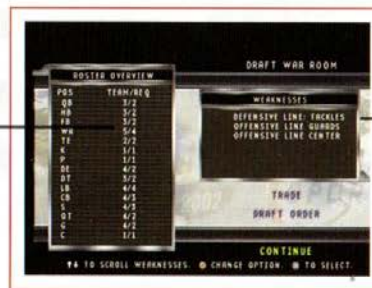 DRAFT WAR ROOM
ROSTER OVERVIEW
POS TEAM/REQ
QB 3/2
HB 3/2
FB 3/2
WR 5/4
TE 2/2
K 1/1
P 1/1
DE 4/2
DT 3/2
LB 4/4
CB 4/3
S 4/3
OT 4/2
G 4/2
C 1/1
WEAKNESSES
DEFENSIVE LINE: TACKLES
OFFENSIVE LINE GUARDS
OFFENSIVE LINE CENTER
TRADE
DRAFT ORDER
CONTINUE
TO SCROLL WEAKNESSES. CHANGE OPTION. TO SELECT.